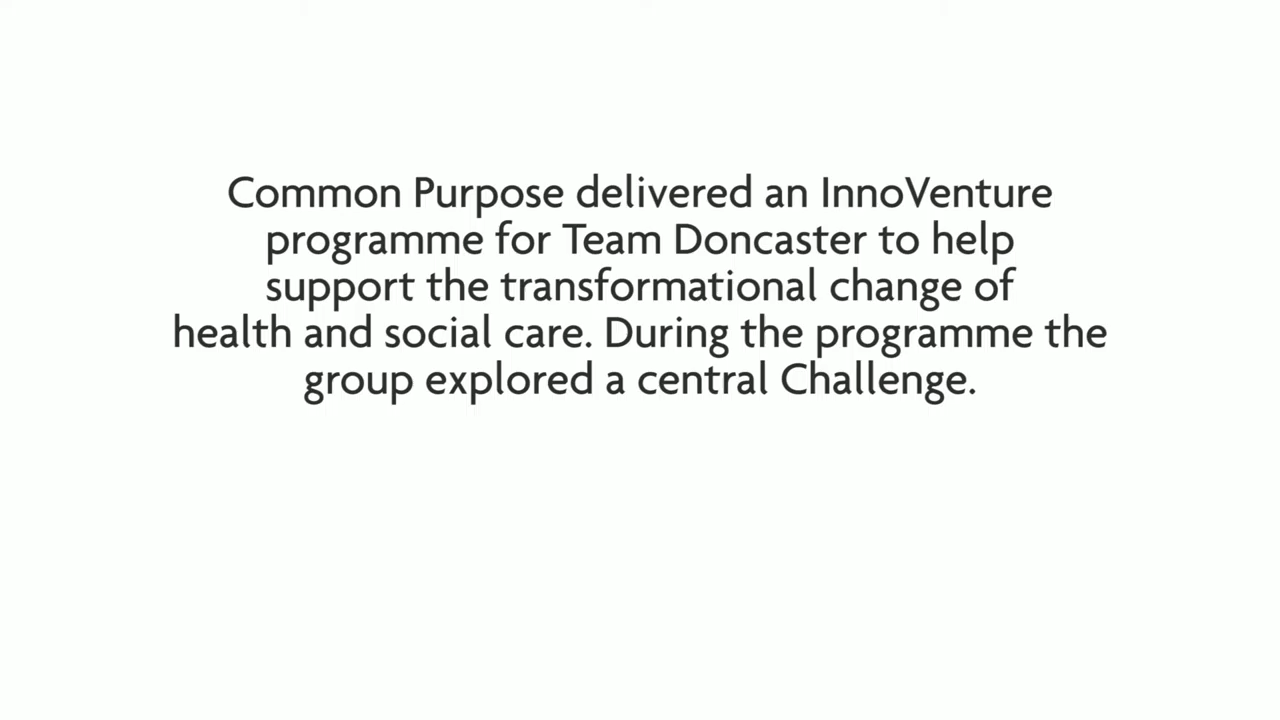 Common Purpose delivered an InnoVenture
programme for Team Doncaster to help
support the transformational change of
health and social care. During the programme the
group explored a central Challenge.